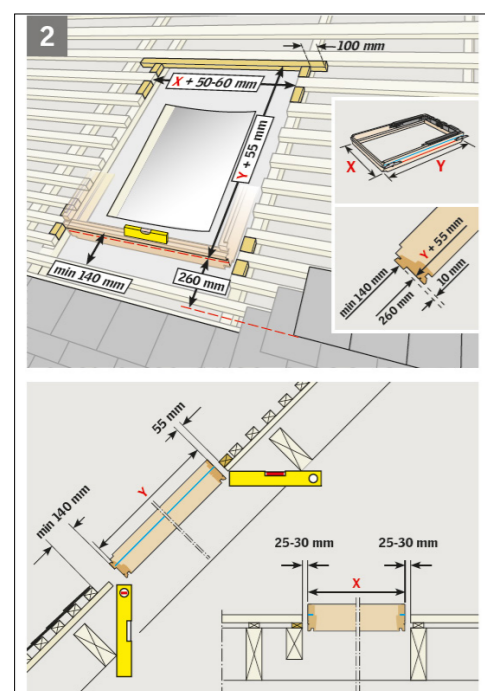 2
100 mm
X + 50-60 mm
Y + 55 mm
min 140 mm
260 mm
X
Y
Y + 55 mm
min 140 mm
260 mm
10 mm
55 mm
Y
min 140 mm
25-30 mm
25-30 mm
X